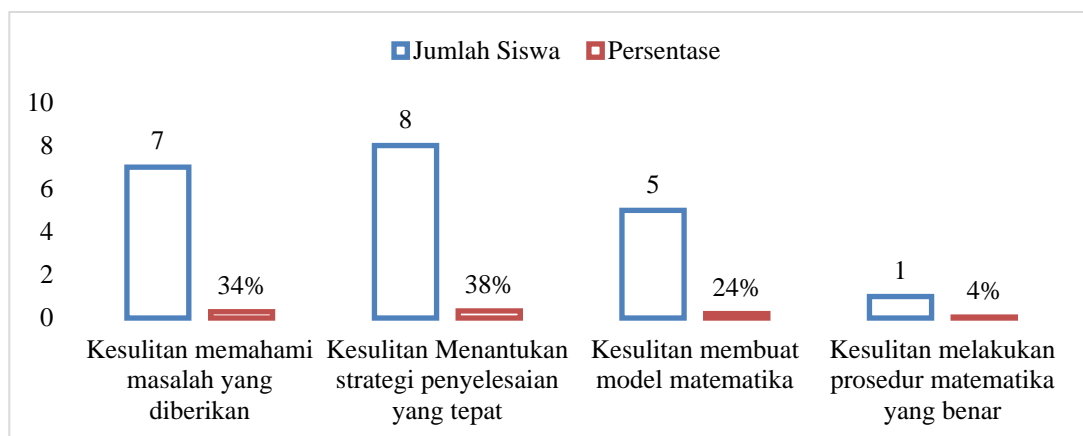 Jumlah Siswa Persentase
10
8
6
4
2
0
7
34%
8
38%
5
24%
1
4%
Kesulitan memahami
masalah yang
diberikan
Kesulitan Menantukan
strategi penyelesaian
yang tepat
Kesulitan membuat
model matematika
Kesulitan melakukan
prosedur matematika
yang benar